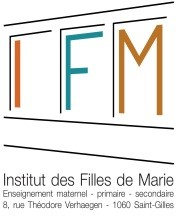 IFM
Institut des Filles de Marie
Enseignement maternel - primaire - secondaire
8, rue Théodore Verhaegen - 1060 Saint-Gilles